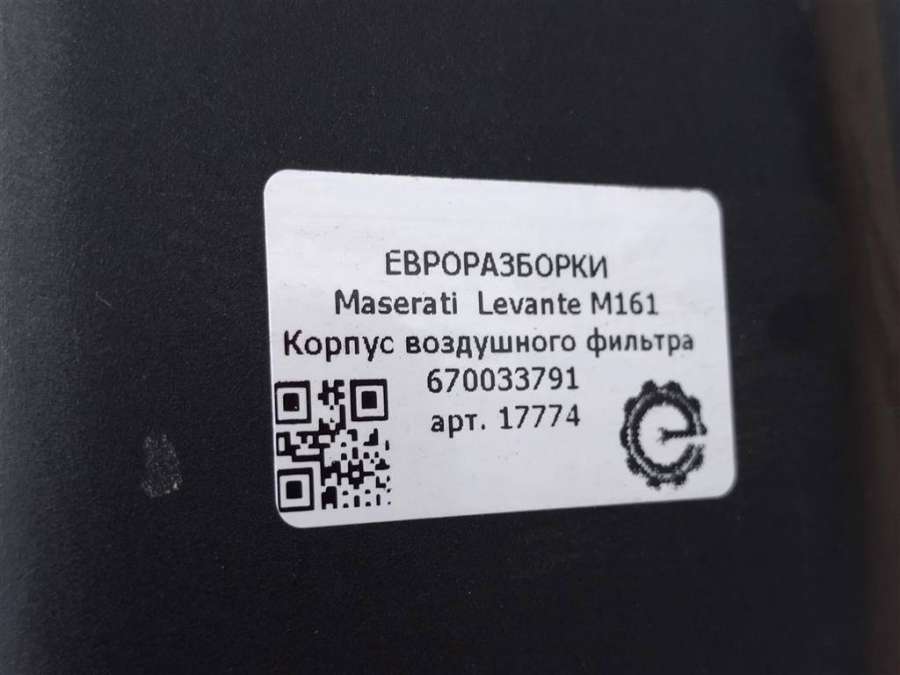 ЕВРОРАЗБОРКИ
Maserati Levante M161
Корпус воздушного фильтра
670033791
арт. 17774